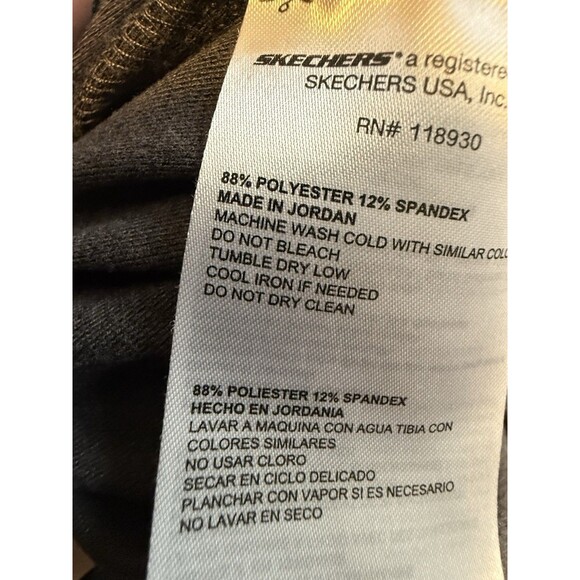 SKECHERS® a registere
SKECHERS USA, Inc.
RN# 118930
88% POLYESTER 12% SPANDEX
MADE IN JORDAN
MACHINE WASH COLD WITH SIMILAR COLO
DO NOT BLEACH
TUMBLE DRY LOW
COOL IRON IF NEEDED
DO NOT DRY CLEAN
88% POLIESTER 12% SPANDEX
HECHO EN JORDANIA
LAVAR A MAQUINA CON AGUA TIBIA CON
COLORES SIMILARES
NO USAR CLORO
SECAR EN CICLO DELICADO
PLANCHAR CON VAPOR SI ES NECESARIO
NO LAVAR EN SECO